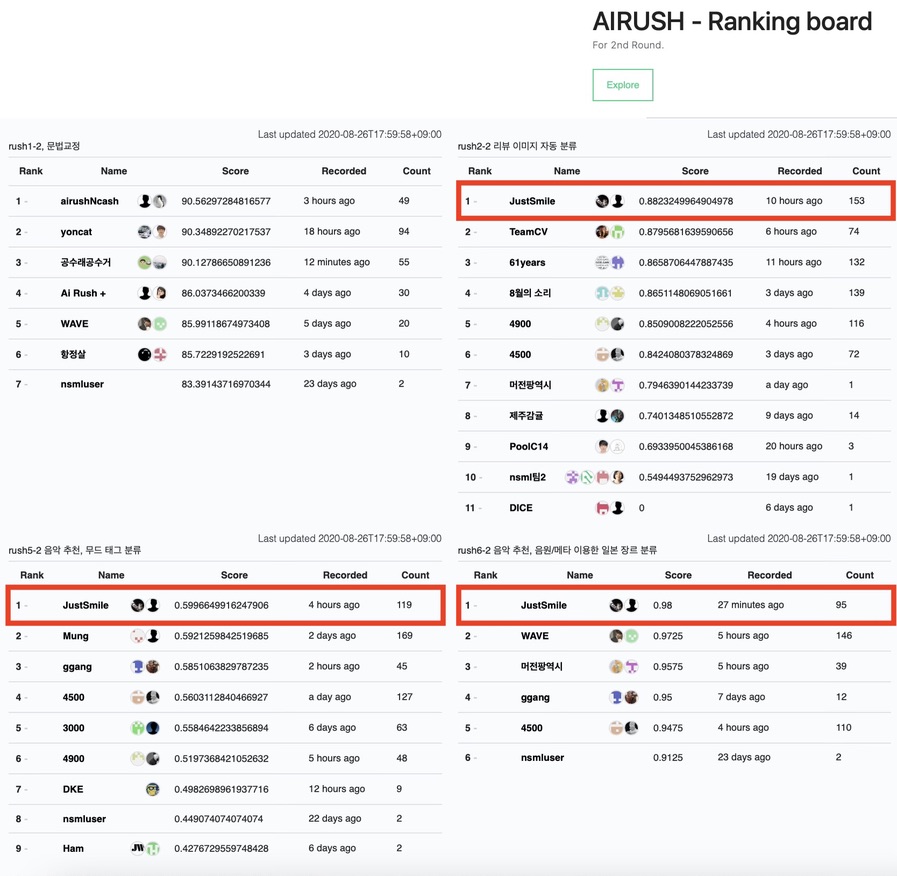 AIRUSH - Ranking board
For 2nd Round.
Explore
Last updated 2020-08-26T17:59:58+09:00
rush1-2, 문법교정
Rank Name Score Recorded Count
1 - airushNcash 90.56297284816577 3 hours ago 49
2 - yoncat 90.34892270217537 18 hours ago 94
3 - 공수래공수거 90.12786650891236 12 minutes ago 55
4 - Ai Rush + 86.0373466200339 4 days ago 30
5 - WAVE 85.99118674973408 5 days ago 20
6 - 황정살 85.7229192522691 3 days ago 10
7 - nsmluser 83.39143716970344 23 days ago 2
Last updated 2020-08-26T17:59:58+09:00
rush2-2 리뷰 이미지 자동 분류
Rank Name Score Recorded Count
1 - JustSmile 0.8823249964904978 10 hours ago 153
2 - TeamCV 0.8795681639590656 6 hours ago 74
3 - 61years 0.8658706447887435 11 hours ago 132
4 - 8월의 소리 0.8651148069051661 3 days ago 139
5 - 4900 0.8509008222052556 4 hours ago 116
6 - 4500 0.8424080378324869 3 days ago 72
7 - 머전광역시 0.7946390144233739 a day ago 1
8 - 제주감귤 0.7401348510552872 9 days ago 14
9 - PoolC14 0.6933950045386168 20 hours ago 3
10 - nsml팀2 0.5494493752962973 19 days ago 1
11 - DICE 0 6 days ago 1
Last updated 2020-08-26T17:59:58+09:00
rush5-2 음악 추천, 무드 태그 분류
Rank Name Score Recorded Count
1 - JustSmile 0.5996649916247906 4 hours ago 119
2 - Mung 0.5921259842519685 2 days ago 169
3 - ggang 0.5851063829787235 2 hours ago 45
4 - 4500 0.5603112840466927 a day ago 127
5 - 3000 0.5584642233856894 6 days ago 63
6 - 4900 0.5197368421052632 5 hours ago 48
7 - DKE 0.4982698961937716 12 hours ago 9
8 - nsmluser 0.449074074074074 22 days ago 2
9 - Ham 0.4276729559748428 6 days ago 2
Last updated 2020-08-26T17:59:58+09:00
rush6-2 음악 추천, 음원/메타 이용한 일본 장르 분류
Rank Name Score Recorded Count
1 - JustSmile 0.98 27 minutes ago 95
2 - WAVE 0.9725 5 hours ago 146
3 - 머전광역시 0.9575 5 hours ago 39
4 - ggang 0.95 7 days ago 12
5 - 4500 0.9475 4 hours ago 110
6 - nsmluser 0.9125 23 days ago 2